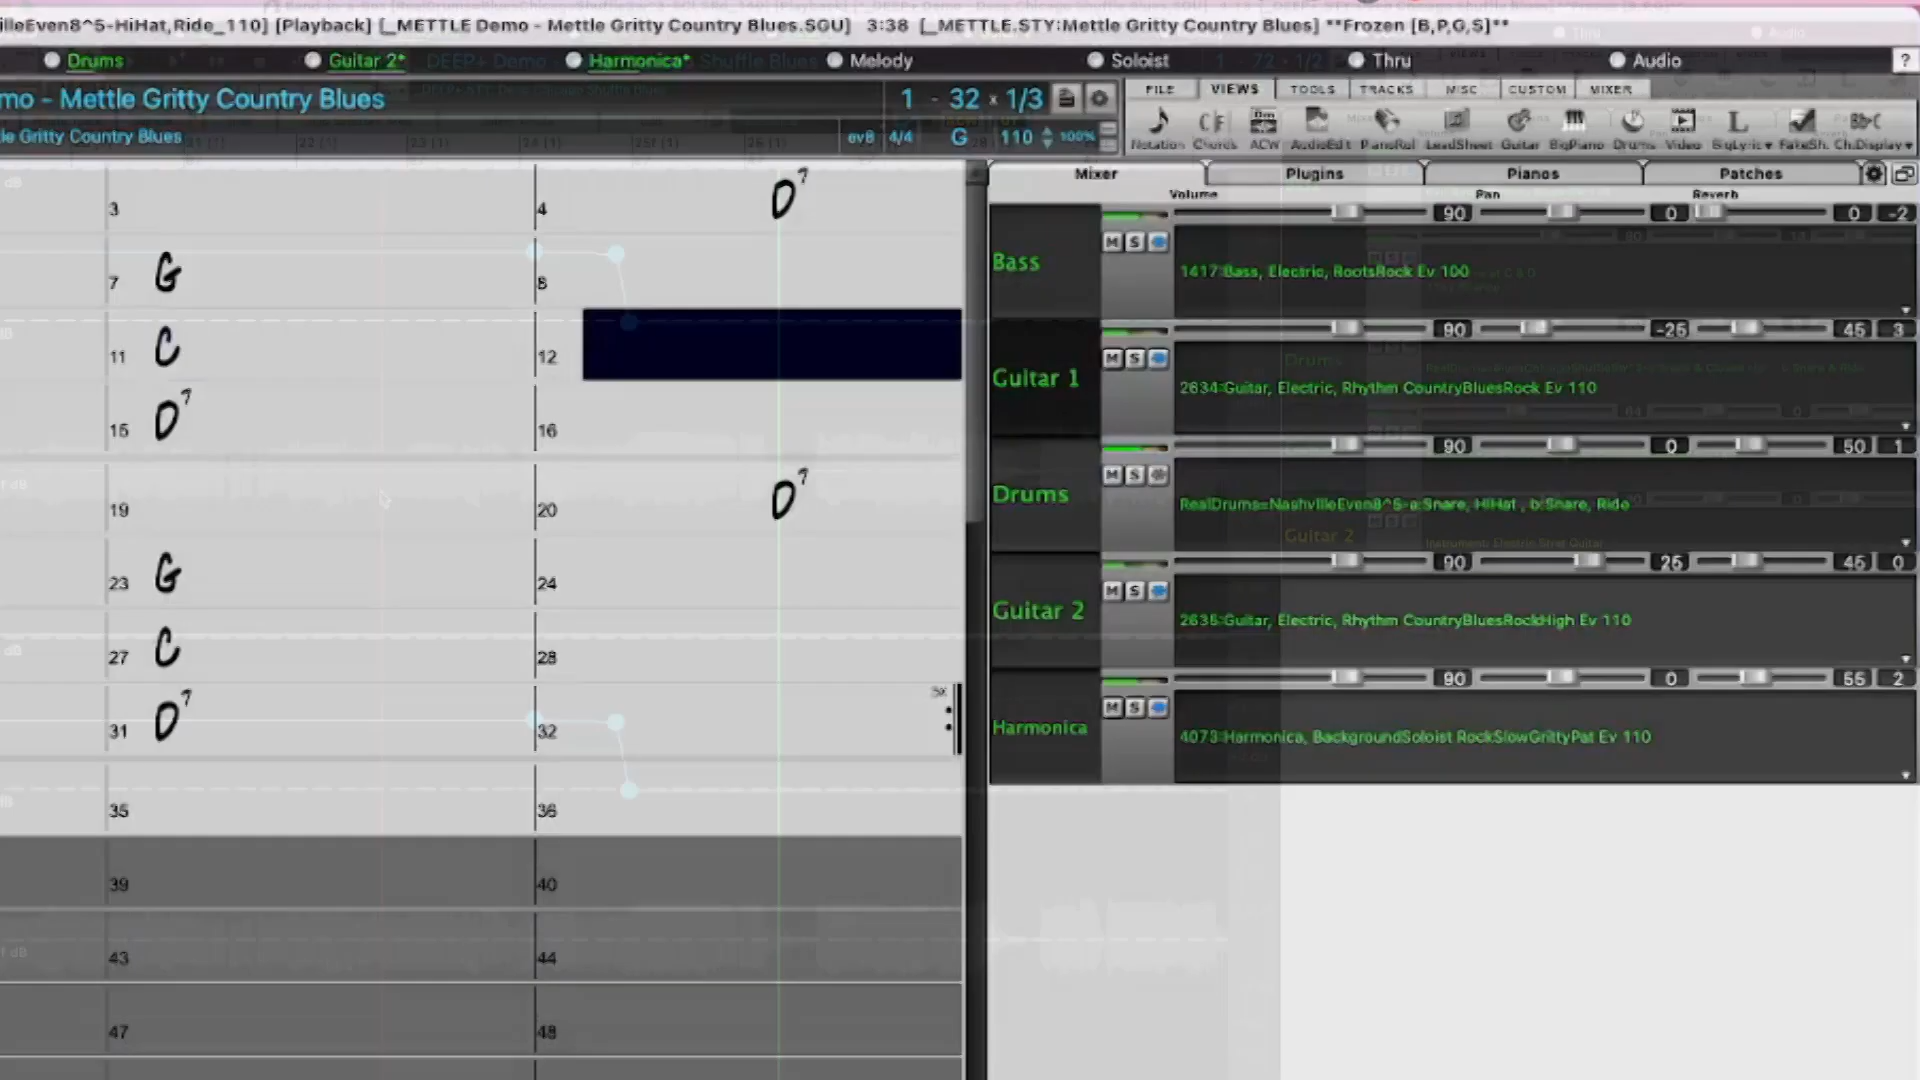 illeEven8^5-HiHat,Ride_110] [Playback] [_METTLE Demo - Mettle Gritty Country Blues.SGU] 3:38 [_METTLE.STY:Mettle Gritty Country Blues] **Frozen [B,P,G,S]**
Drums Guitar 2* Harmonica* Melody Soloist Thru Audio ?
mo - Mettle Gritty Country Blues 1 - 32 x 1/3
FILE VIEWS TOOLS TRACKS MISC CUSTOM MIXER
le Gritty Country Blues ev8 4/4 G 110 100%
Notation Chords ACW AudioEdit PianoRol LeadSheet Guitar BigPiano Drums Video BigLyric FakeSh. Ch.Display
Mixer Plugins Pianos Patches
Volume Pan Reverb
90 0 0 -2
3 4 D7
Bass M S 1417:Bass, Electric, RootsRock Ev 100
7 G 8
90 -25 45 3
11 C 12
Guitar 1 M S 2634:Guitar, Electric, Rhythm CountryBluesRock Ev 110
15 D7 16
90 0 50 1
Drums M S RealDrums=NashvilleEven8^5-a:Snare, HiHat , b:Snare, Ride
19 20 D7
90 25 45 0
23 G 24
Guitar 2 M S 2635:Guitar, Electric, Rhythm CountryBluesRockHigh Ev 110
27 C 28
90 0 55 2
3x
31 D7 32
Harmonica M S 4073:Harmonica, BackgroundSoloist RockSlowGrittyPat Ev 110
35 36
39 40
43 44
47 48